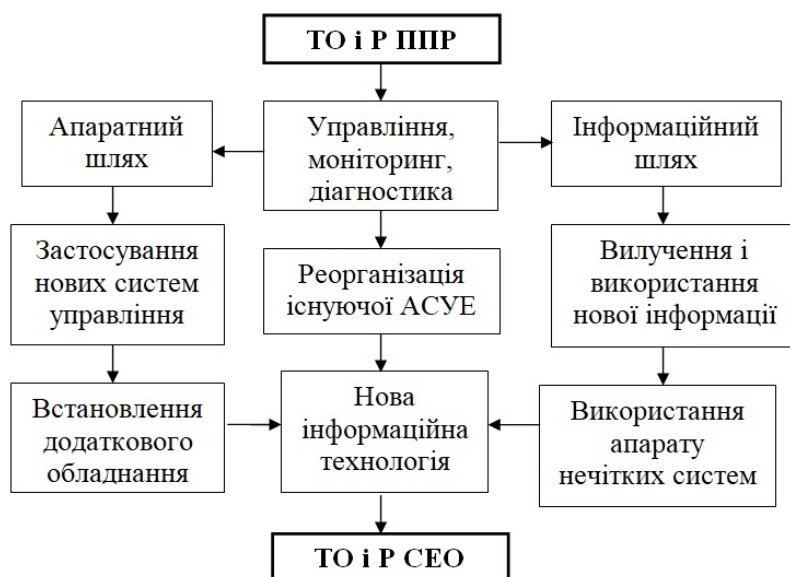 ТО і Р ППР
Апаратний
шлях
Управління,
моніторинг,
діагностика
Інформаційний
шлях
Застосування
нових систем
управління
Реорганізація
існуючої АСУЕ
Вилучення і
використання
нової інформації
Встановлення
додаткового
обладнання
Нова
інформаційна
технологія
Використання
апарату
нечітких систем
ТО і Р СЕО